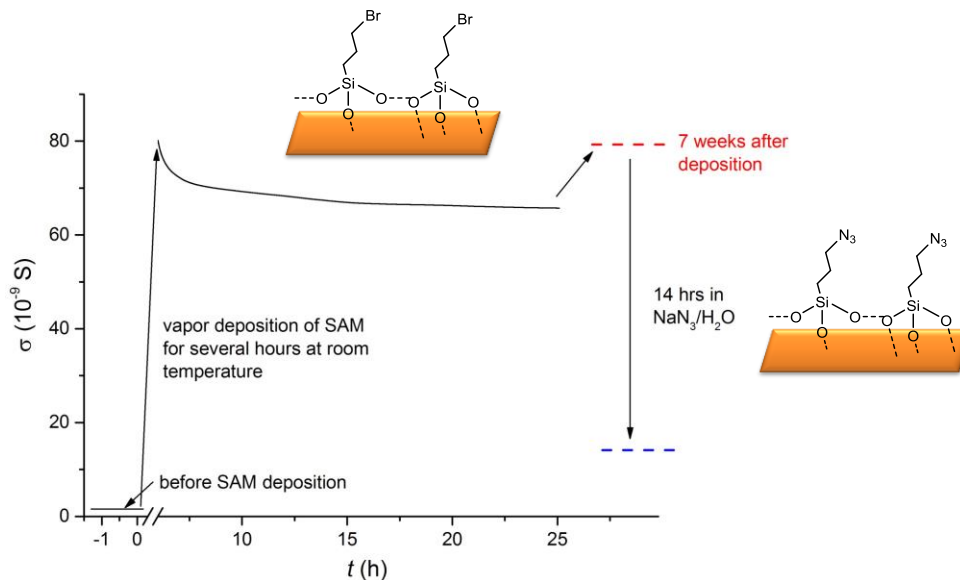 Br
Br
Si
Si
O
O
O
O
O
O
80
60
40
20
0
σ (10⁻⁹ S)
7 weeks after
deposition
14 hrs in
NaN₃/H₂O
vapor deposition of SAM
for several hours at room
temperature
before SAM deposition
N₃
N₃
Si
Si
O
O
O
O
O
O
-1
0
10
15
20
25
t (h)